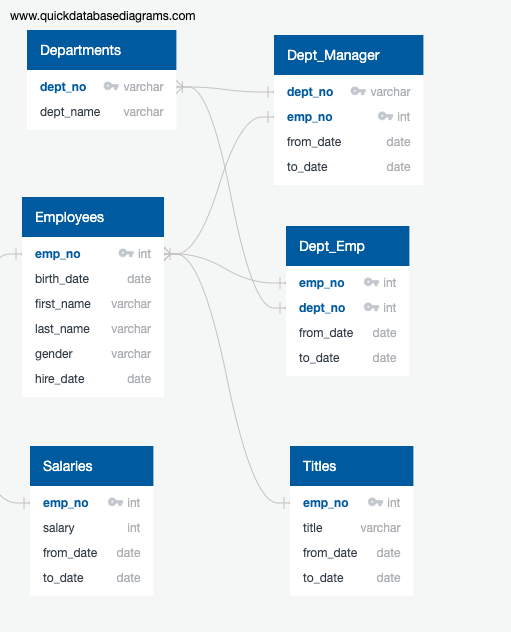 www.quickdatabasediagrams.com
Departments
dept_no varchar
dept_name varchar
Dept_Manager
dept_no varchar
emp_no int
from_date date
to_date date
Employees
emp_no int
birth_date date
first_name varchar
last_name varchar
gender varchar
hire_date date
Dept_Emp
emp_no int
dept_no int
from_date date
to_date date
Salaries
emp_no int
salary int
from_date date
to_date date
Titles
emp_no int
title varchar
from_date date
to_date date